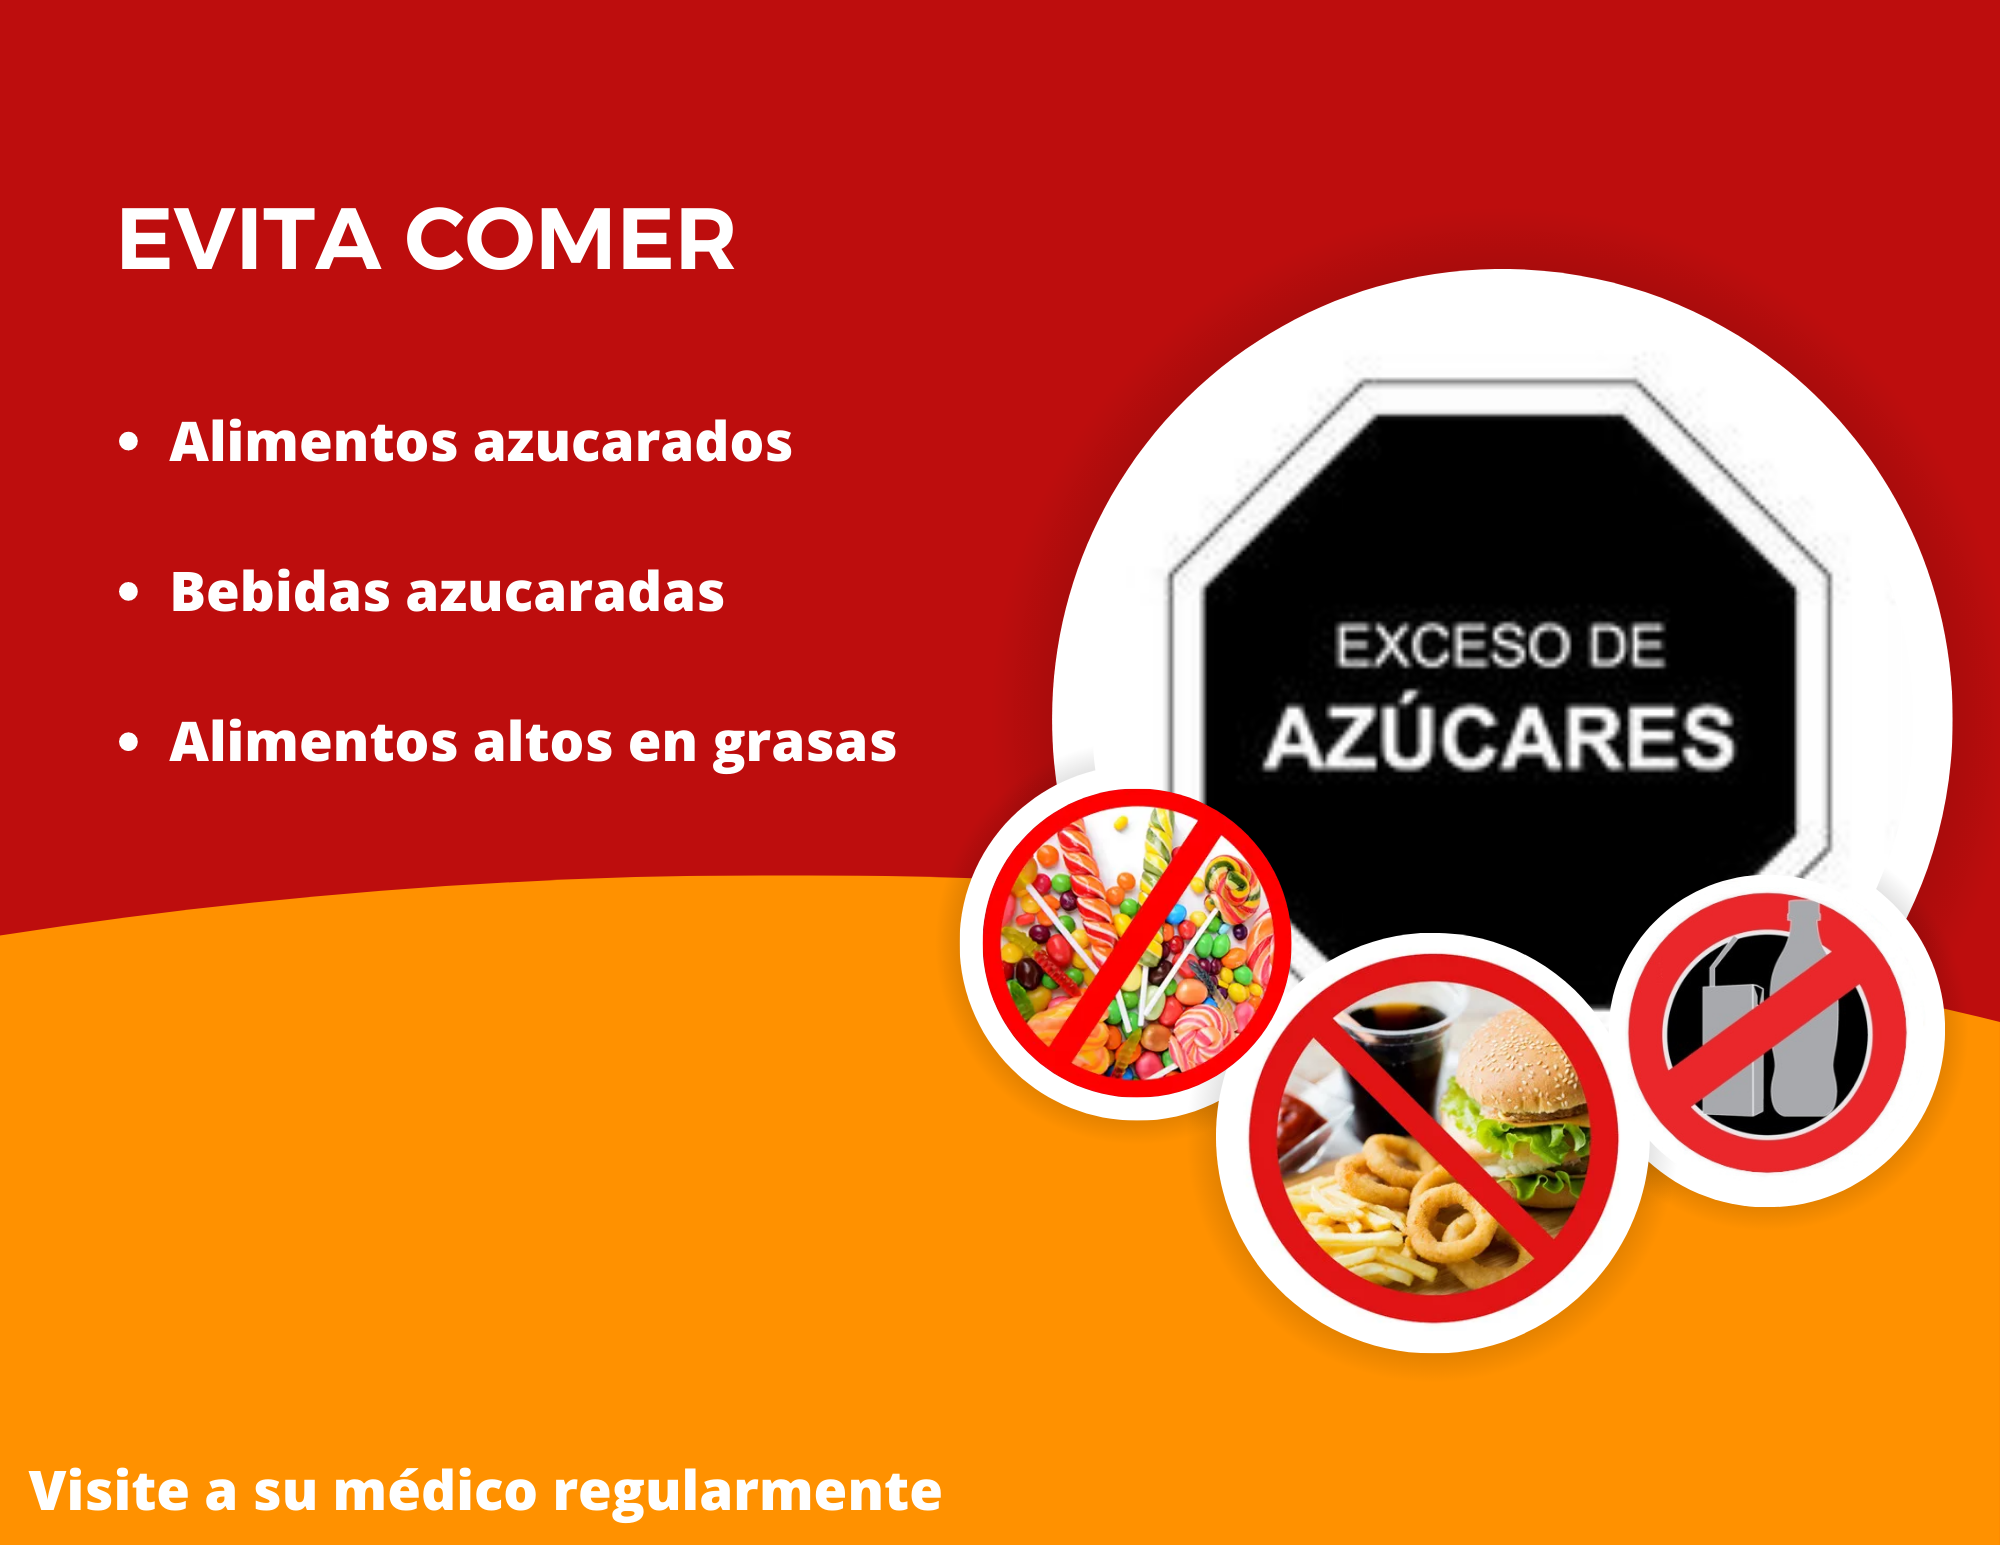 EVITA COMER
• Alimentos azucarados
• Bebidas azucaradas
• Alimentos altos en grasas
EXCESO DE
AZÚCARES
Visite a su médico regularmente